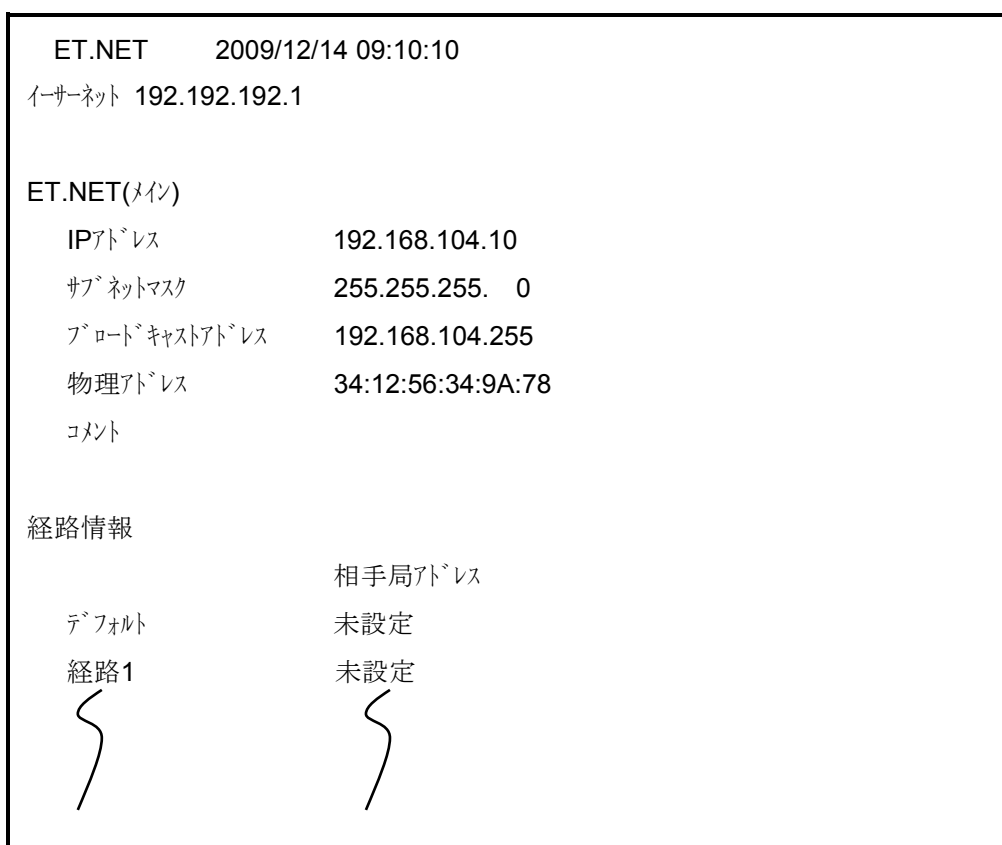 ET.NET 2009/12/14 09:10:10
ｲｰｻｰﾈｯﾄ 192.192.192.1
ET.NET(ﾒｲﾝ)
IPｱﾄﾞﾚｽ 192.168.104.10
ｻﾌﾞﾈｯﾄﾏｽｸ 255.255.255. 0
ﾌﾞﾛｰﾄﾞｷｬｽﾄｱﾄﾞﾚｽ 192.168.104.255
物理ｱﾄﾞﾚｽ 34:12:56:34:9A:78
ｺﾒﾝﾄ
経路情報
相手局ｱﾄﾞﾚｽ
ﾃﾞﾌｫﾙﾄ 未設定
経路1 未設定